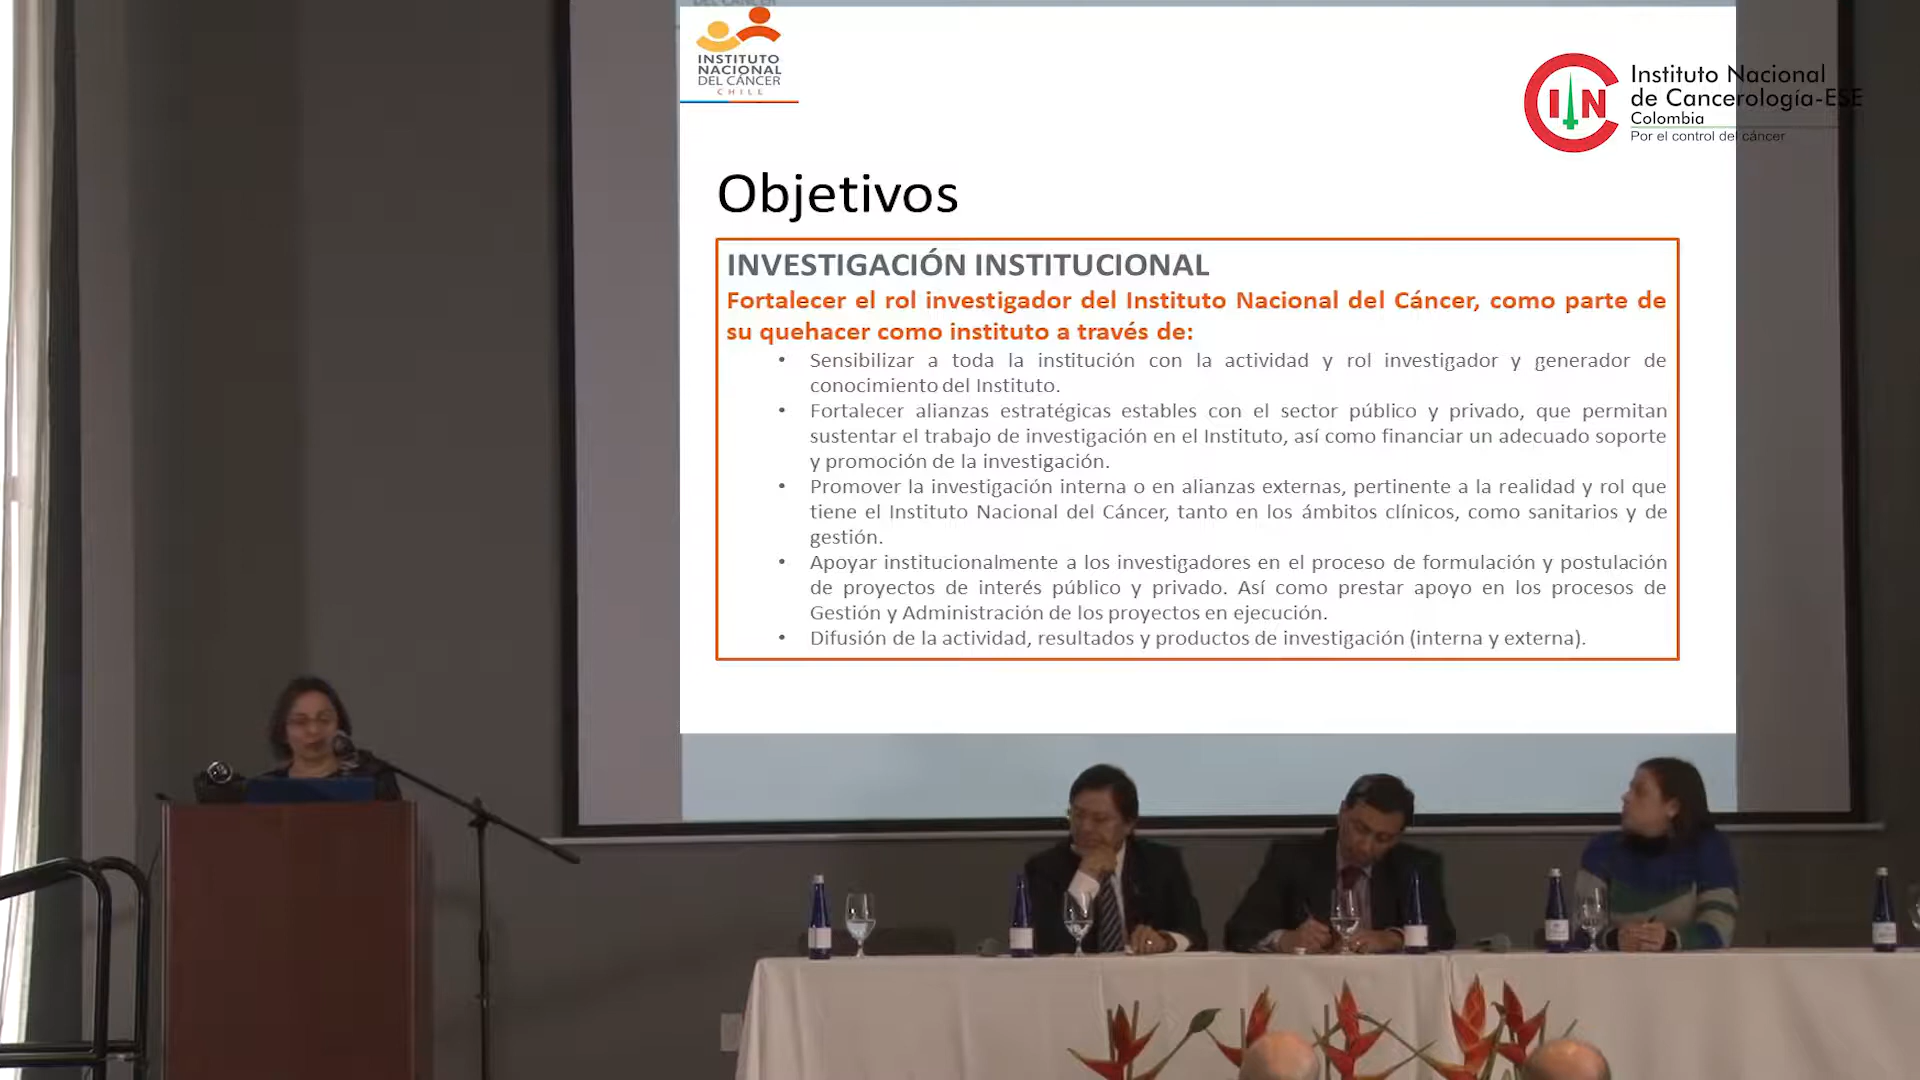 INSTITUTO
NACIONAL
DEL CÁNCER
CHILE
Instituto Nacional
de Cancerología-ESE
Colombia
Por el control del cáncer
Objetivos
INVESTIGACIÓN INSTITUCIONAL
Fortalecer el rol investigador del Instituto Nacional del Cáncer, como parte de
su quehacer como instituto a través de:
• Sensibilizar a toda la institución con la actividad y rol investigador y generador de
conocimiento del Instituto.
• Fortalecer alianzas estratégicas estables con el sector público y privado, que permitan
sustentar el trabajo de investigación en el Instituto, así como financiar un adecuado soporte
y promoción de la investigación.
• Promover la investigación interna o en alianzas externas, pertinente a la realidad y rol que
tiene el Instituto Nacional del Cáncer, tanto en los ámbitos clínicos, como sanitarios y de
gestión.
• Apoyar institucionalmente a los investigadores en el proceso de formulación y postulación
de proyectos de interés público y privado. Así como prestar apoyo en los procesos de
Gestión y Administración de los proyectos en ejecución.
• Difusión de la actividad, resultados y productos de investigación (interna y externa).